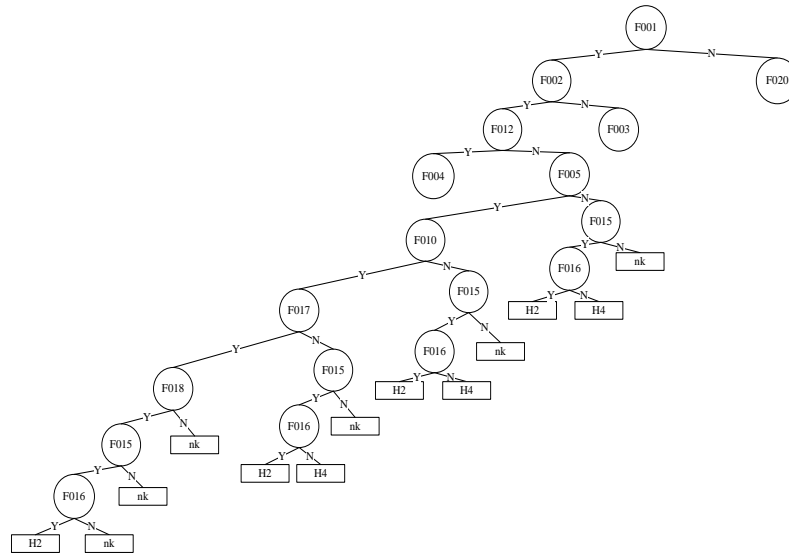 F001
Y N
F002 F020
Y N
F012 F003
Y N
F004 F005
Y N
F010 F015
Y N Y N
F017 F015 F016 nk
Y N Y N Y N
F018 F015 F016 nk H2 H4
Y N Y N Y N
F015 nk F016 nk H2 H4
Y N Y N
F016 nk H2 H4
Y N
H2 nk